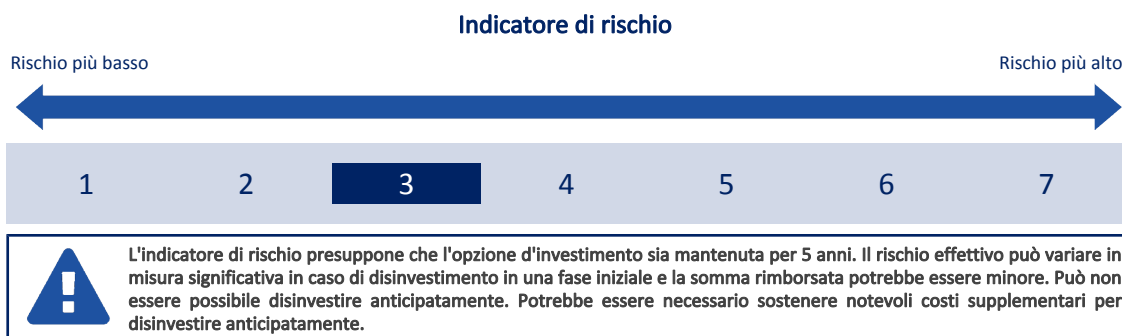 Indicatore di rischio
Rischio più basso
Rischio più alto
1 2 3 4 5 6 7
L'indicatore di rischio presuppone che l'opzione d'investimento sia mantenuta per 5 anni. Il rischio effettivo può variare in
misura significativa in caso di disinvestimento in una fase iniziale e la somma rimborsata potrebbe essere minore. Può non
essere possibile disinvestire anticipatamente. Potrebbe essere necessario sostenere notevoli costi supplementari per
disinvestire anticipatamente.